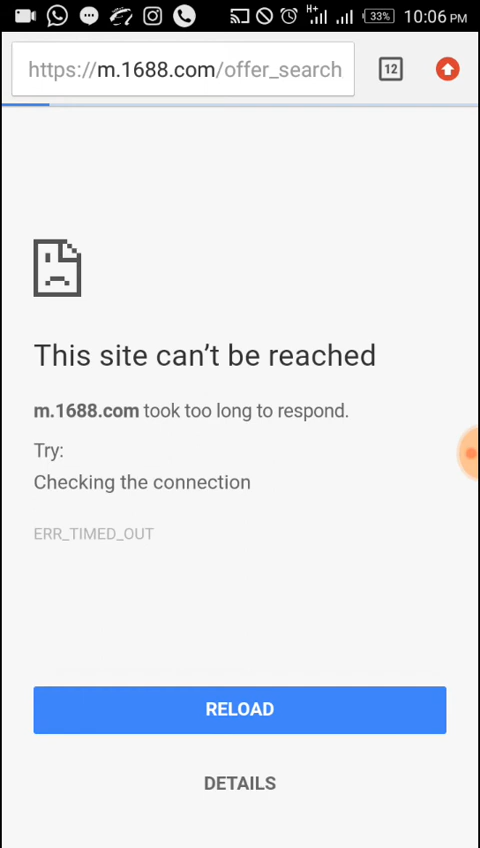 H+
33%
10:06 PM
https://m.1688.com/offer_search
12
This site can't be reached
m.1688.com took too long to respond.
Try:
Checking the connection
ERR_TIMED_OUT
RELOAD
DETAILS